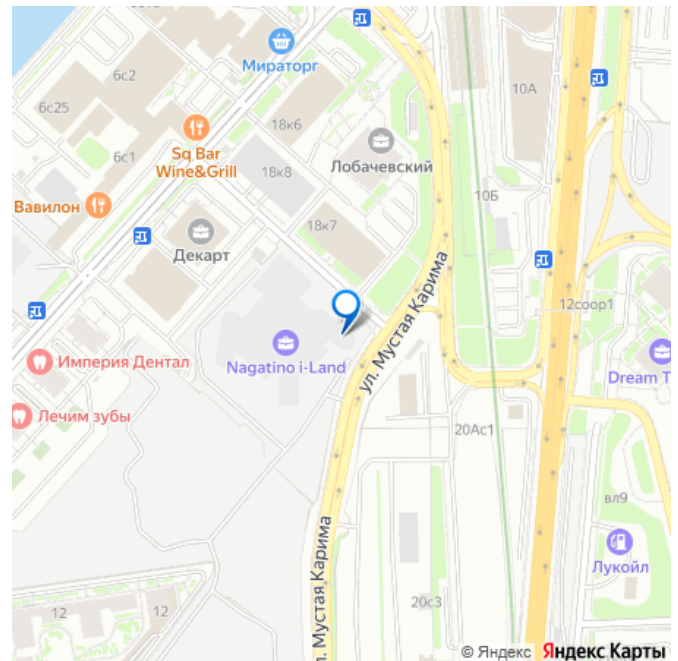 6с2
Мираторг
10А
6с25
18к6
6с1
Sq Bar
Wine&Grill
Лобачевский
18к8
10Б
Вавилон
18к7
Декарт
ул. Мустая Карима
12соор1
Nagatino i-Land
Империя Дентал
Dream T
Лечим зубы
20Ас1
вл9
Лукойл
л. Мустая Карима
20с3
12
12
© Яндекс Яндекс Карты